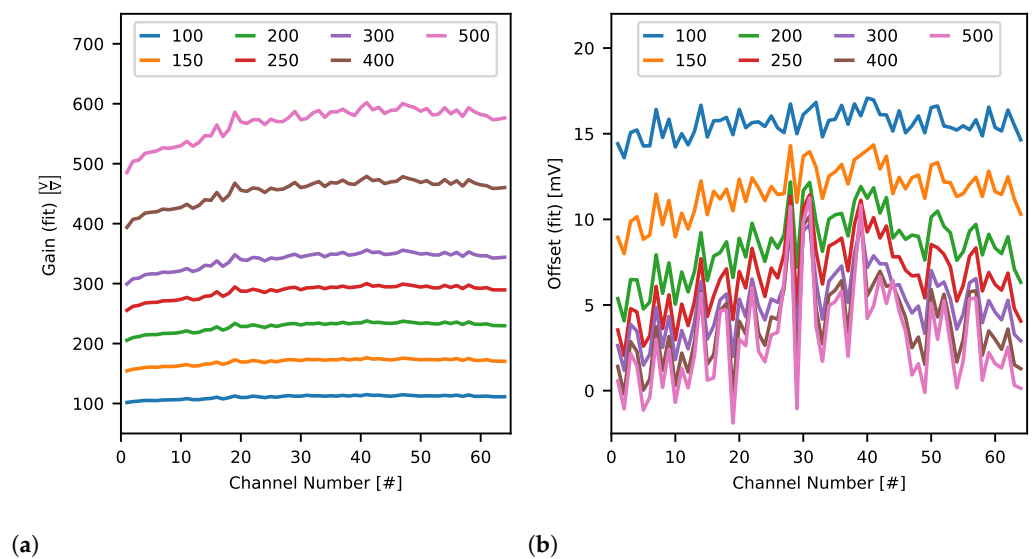 100 200 300 500
150 250 400
700
600
500
400
300
200
100
Gain (fit) [V/V]
0 10 20 30 40 50 60
Channel Number [#]
(a)
100 200 300 500
150 250 400
20
15
10
5
0
Offset (fit) [mV]
0 10 20 30 40 50 60
Channel Number [#]
(b)